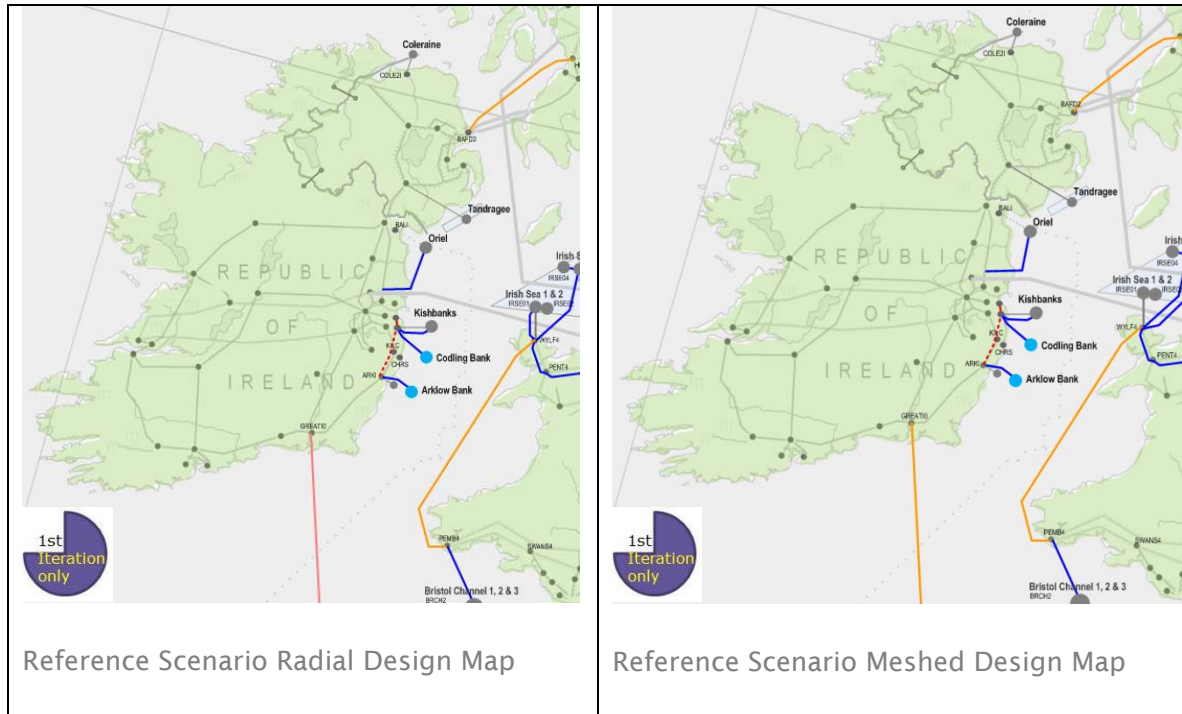 Coleraine
COLE2I
BAFD2
Tandragee
BALI
Oriel
REPUBLIC
Irish S
IRSE04
Irish Sea 1 & 2
IRSE01
OF
Kishbanks
WYLF4
Codling Bank
CHRS
PENT4
IRELAND
ARKI
Arklow Bank
GREATI0
PEMB4
SWANS4
1st
Iteration
only
Bristol Channel 1, 2 & 3
BRCH2
Reference Scenario Radial Design Map
Coleraine
COLE2I
BAFD2
Tandragee
BALI
Oriel
REPUBLIC
Irish
IRSE04
Irish Sea 1 & 2
IRSE01
OF
Kishbanks
WYLF4
Codling Bank
CHRS
PENT4
IRELAND
ARKI
Arklow Bank
GREATI0
PEMB4
SWANS4
1st
Iteration
only
Bristol Channel 1, 2 & 3
BRCH2
Reference Scenario Meshed Design Map